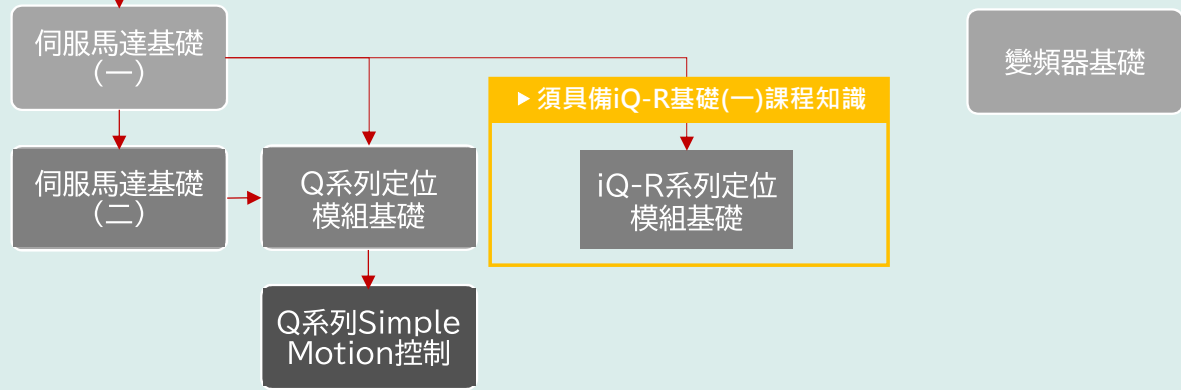 伺服馬達基礎
(一)
變頻器基礎
▶須具備iQ-R基礎(一)課程知識
伺服馬達基礎
(二)
Q系列定位
模組基礎
iQ-R系列定位
模組基礎
Q系列Simple
Motion控制